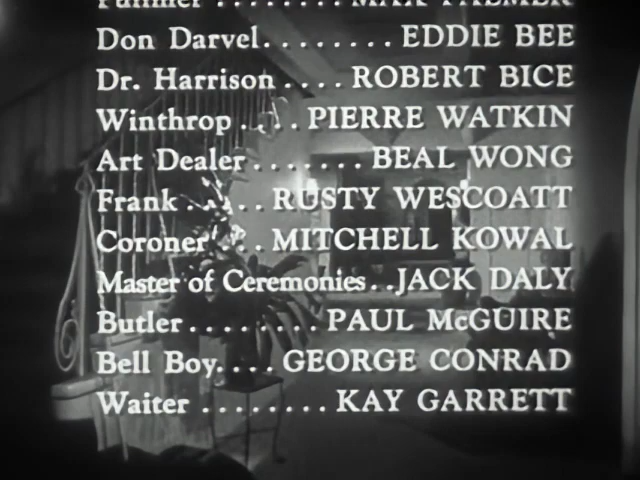 Don Darvel........EDDIE BEE
Dr. Harrison....ROBERT BICE
Winthrop....PIERRE WATKIN
Art Dealer.......BEAL WONG
Frank.....RUSTY WESCOATT
Coroner...MITCHELL KOWAL
Master of Ceremonies..JACK DALY
Butler........PAUL McGUIRE
Bell Boy....GEORGE CONRAD
Waiter........KAY GARRETT